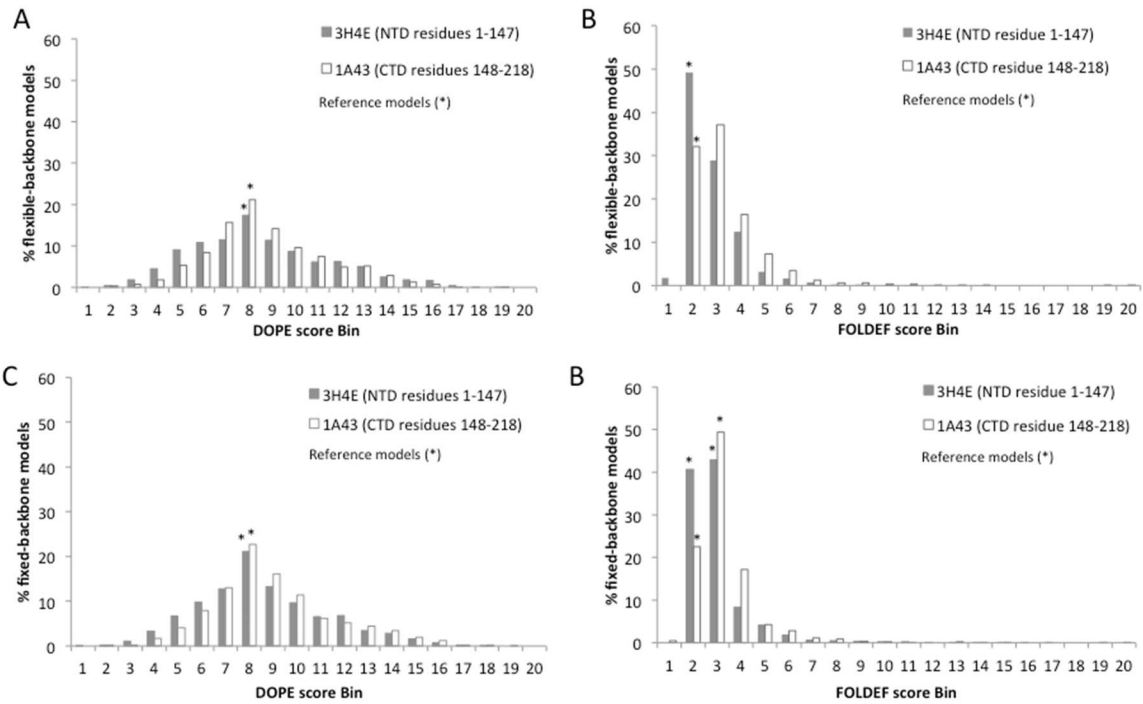 A
% flexible-backbone models
60
50
40
30
20
10
0
3H4E (NTD residues 1-147)
1A43 (CTD residues 148-218)
Reference models (*)
*
*
1 2 3 4 5 6 7 8 9 10 11 12 13 14 15 16 17 18 19 20
DOPE score Bin
B
% flexible-backbone models
60
50
40
30
20
10
0
3H4E (NTD residue 1-147)
1A43 (CTD residue 148-218)
Reference models (*)
*
*
1 2 3 4 5 6 7 8 9 10 11 12 13 14 15 16 17 18 19 20
FOLDEF score Bin
C
% fixed-backbone models
60
50
40
30
20
10
0
3H4E (NTD residues 1-147)
1A43 (CTD residues 148-218)
Reference models (*)
* *
1 2 3 4 5 6 7 8 9 10 11 12 13 14 15 16 17 18 19 20
DOPE score Bin
B
% fixed-backbone models
60
50
40
30
20
10
0
3H4E (NTD residue 1-147)
1A43 (CTD residue 148-218)
Reference models (*)
*
*
*
*
1 2 3 4 5 6 7 8 9 10 11 12 13 14 15 16 17 18 19 20
FOLDEF score Bin